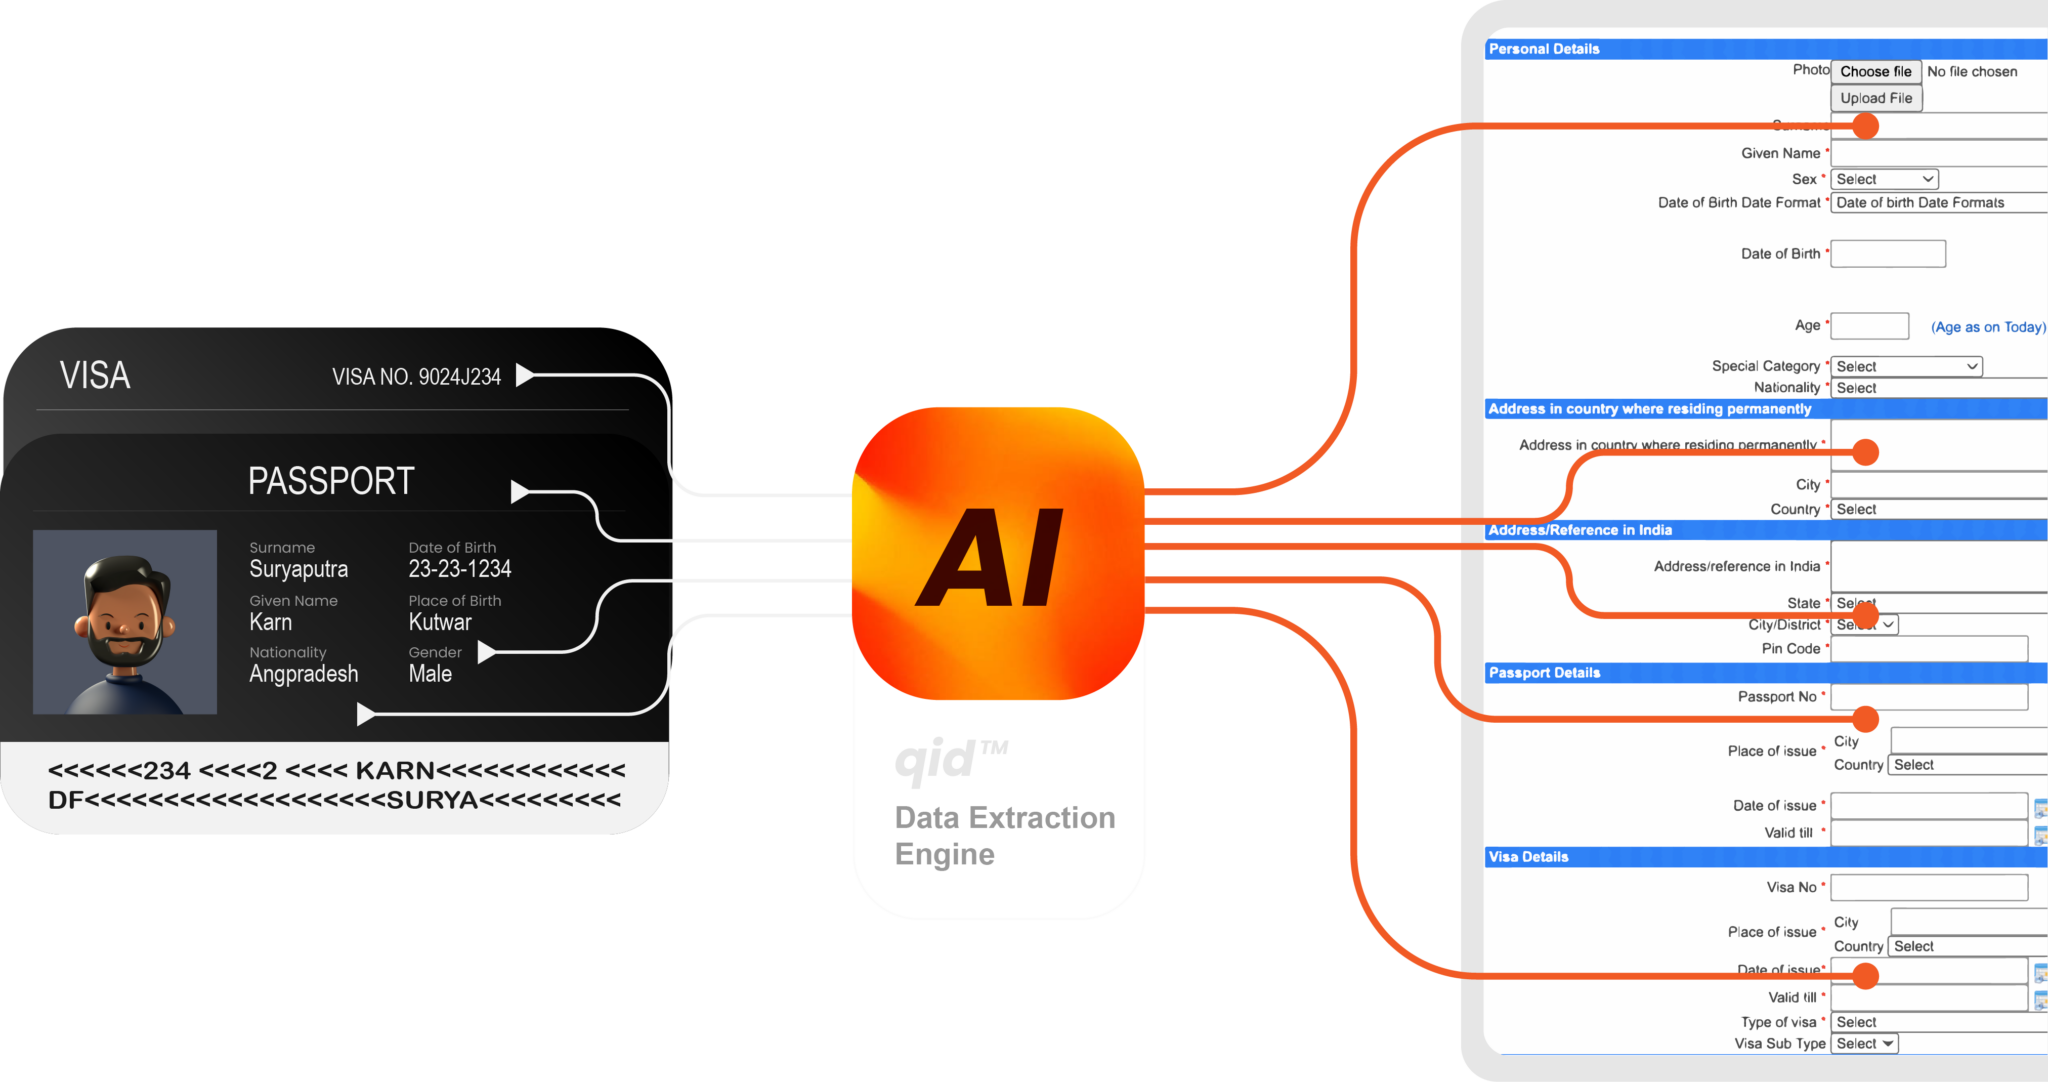 VISA
VISA NO. 9024J234
PASSPORT
Surname
Suryaputra
Date of Birth
23-23-1234
Given Name
Karn
Place of Birth
Kutwar
Nationality
Angpradesh
Gender
Male
<<<<<<234 <<<<2 <<<< KARN<<<<<<<<<<<<
DF<<<<<<<<<<<<<<<<<<<SURYA<<<<<<<<<
AI
qid™
Data Extraction
Engine
Personal Details
Photo Choose file No file chosen
Upload File
Surname
Given Name *
Sex * Select
Date of Birth Date Format * Date of birth Date Formats
Date of Birth *
Age * (Age as on Today)
Special Category * Select
Nationality * Select
Address in country where residing permanently
Address in country where residing permanently *
City *
Country * Select
Address/Reference in India
Address/reference in India *
State * Select
City/District * Select
Pin Code *
Passport Details
Passport No *
Place of issue * City
Country Select
Date of issue *
Valid till *
Visa Details
Visa No *
Place of issue * City
Country Select
Date of issue*
Valid till *
Type of visa * Select
Visa Sub Type Select